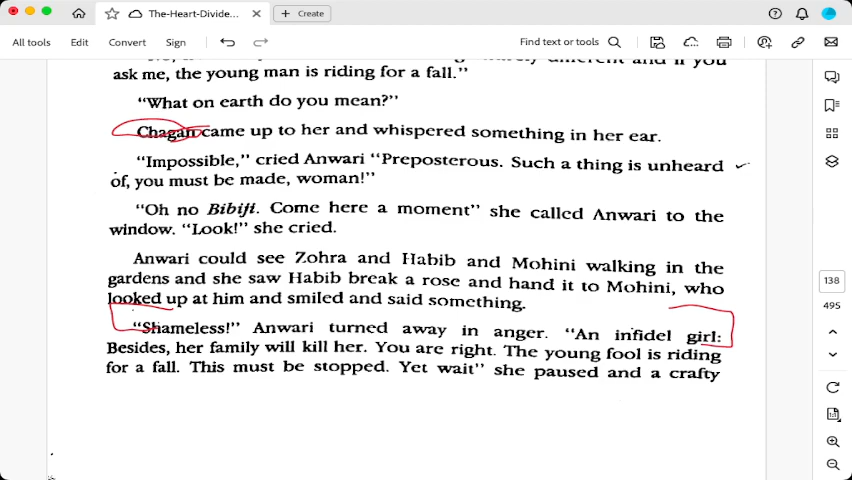 The-Heart-Divide...
Create
All tools
Edit
Convert
Sign
Find text or tools
different and if you
ask me, the young man is riding for a fall."
"What on earth do you mean?"
Chagan came up to her and whispered something in her ear.
"Impossible," cried Anwari "Preposterous. Such a thing is unheard
of, you must be made, woman!"
"Oh no Bibiji. Come here a moment" she called Anwari to the
window. "Look!" she cried.
Anwari could see Zohra and Habib and Mohini walking in the
gardens and she saw Habib break a rose and hand it to Mohini, who
looked up at him and smiled and said something.
"Shameless!" Anwari turned away in anger. "An infidel girl:
Besides, her family will kill her. You are right. The young fool is riding
for a fall. This must be stopped. Yet wait" she paused and a crafty
138
495